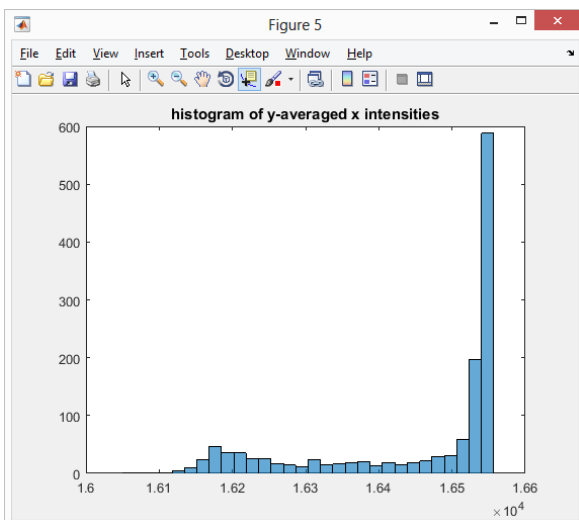 Figure 5
File Edit View Insert Tools Desktop Window Help
histogram of y-averaged x intensities
600
500
400
300
200
100
0
1.6 1.61 1.62 1.63 1.64 1.65 1.66
×10⁴